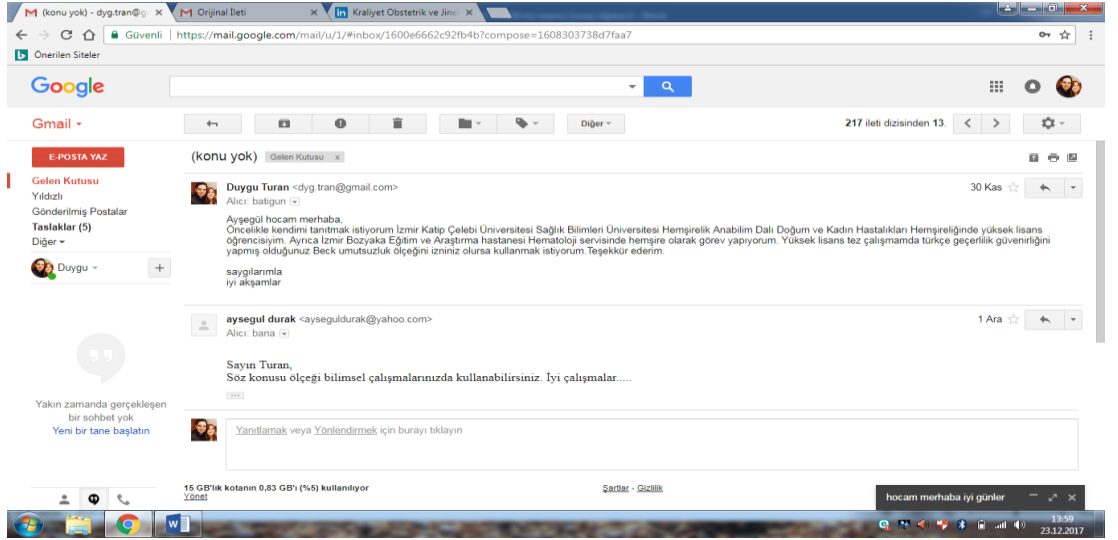 (konu yok) - dyg.tran@g
Orijinal İleti
Kraliyet Obstetrik ve Jine
Güvenli | https://mail.google.com/mail/u/1/#inbox/1600e6662c92fb4b?compose=1608303738d7faa7
Önerilen Siteler
Google
Gmail
Diğer
217 ileti dizisinden 13.
E-POSTA YAZ
(konu yok) Gelen Kutusu x
Gelen Kutusu
Yıldızlı
Gönderilmiş Postalar
Taslaklar (5)
Diğer
Duygu
Duygu Turan <dyg.tran@gmail.com>
30 Kas
Alıcı: batigun
Ayşegül hocam merhaba,
Öncelikle kendimi tanıtmak istiyorum İzmir Katip Çelebi Üniversitesi Sağlık Bilimleri Üniversitesi Hemşirelik Anabilim Dalı Doğum ve Kadın Hastalıkları Hemşireliğinde yüksek lisans
öğrencisiyim. Ayrıca İzmir Bozyaka Eğitim ve Araştırma hastanesi Hematoloji servisinde hemşire olarak görev yapıyorum. Yüksek lisans tez çalışmamda türkçe geçerlilik güvenirliğini
yapmış olduğunuz Beck umutsuzluk ölçeğini izniniz olursa kullanmak istiyorum.Teşekkür ederim.
saygılarımla
iyi akşamlar
aysegul durak <ayseguldurak@yahoo.com>
1 Ara
Alıcı: bana
Sayın Turan,
Söz konusu ölçeği bilimsel çalışmalarınızda kullanabilirsiniz. İyi çalışmalar.....
Yakın zamanda gerçekleşen
bir sohbet yok
Yeni bir tane başlatın
Yanıtlamak veya Yönlendirmek için burayı tıklayın
15 GB'lık kotanın 0,83 GB'ı (%5) kullanılıyor
Yönet
Şartlar - Gizlilik
hocam merhaba iyi günler
13:59
23.12.2017